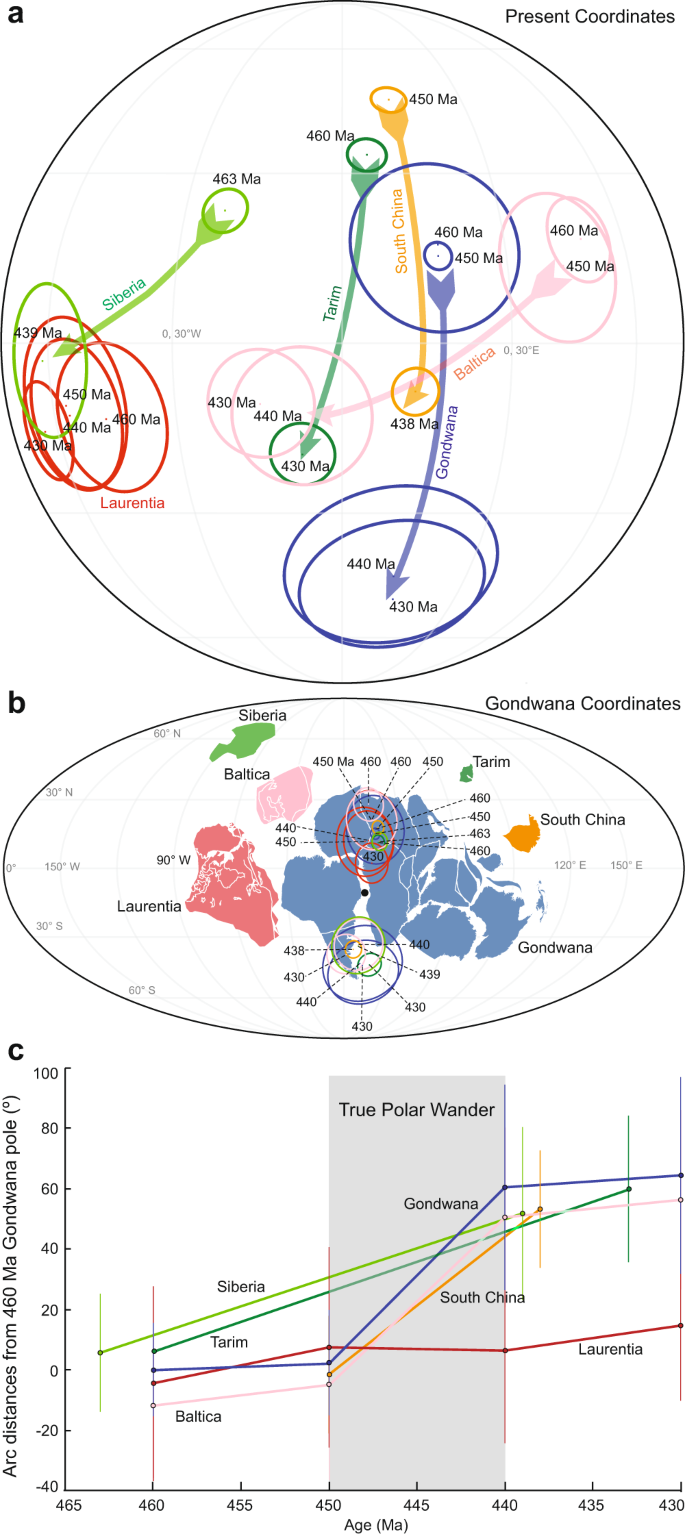 a
Present Coordinates
450 Ma
460 Ma
463 Ma
South China
460 Ma
460 Ma
450 Ma
450 Ma
Siberia
Tarim
439 Ma
0, 30°W
0, 30°E
Baltica
450 Ma
430 Ma
440 Ma
460 Ma
440 Ma
438 Ma
430 Ma
430 Ma
Gondwana
Laurentia
440 Ma
430 Ma
b
Gondwana Coordinates
Siberia
60° N
Baltica
450 Ma
460
460
450
Tarim
30° N
460
450
South China
440
463
450
430
460
90° W
0°
150° W
120° E
150° E
Laurentia
30° S
Gondwana
438
440
430
439
440
430
60° S
430
c
Arc distances from 460 Ma Gondwana pole (º)
100
80
60
40
20
0
-20
-40
True Polar Wander
Gondwana
Siberia
South China
Tarim
Laurentia
Baltica
465
460
455
450
445
440
435
430
Age (Ma)